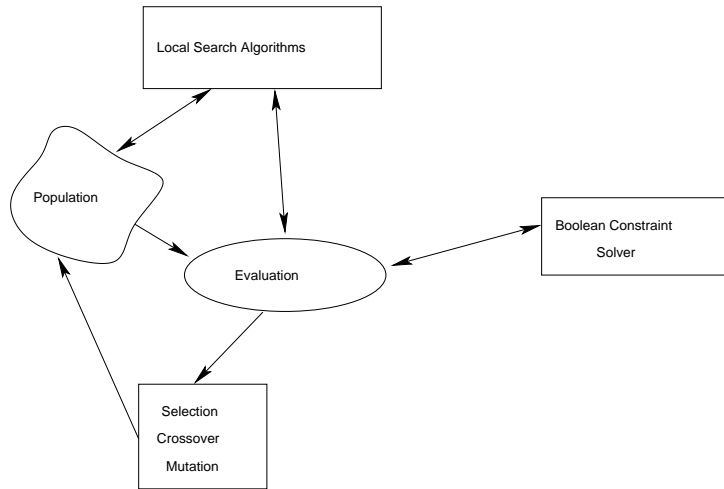 Local Search Algorithms
Population
Boolean Constraint
Solver
Evaluation
Selection
Crossover
Mutation